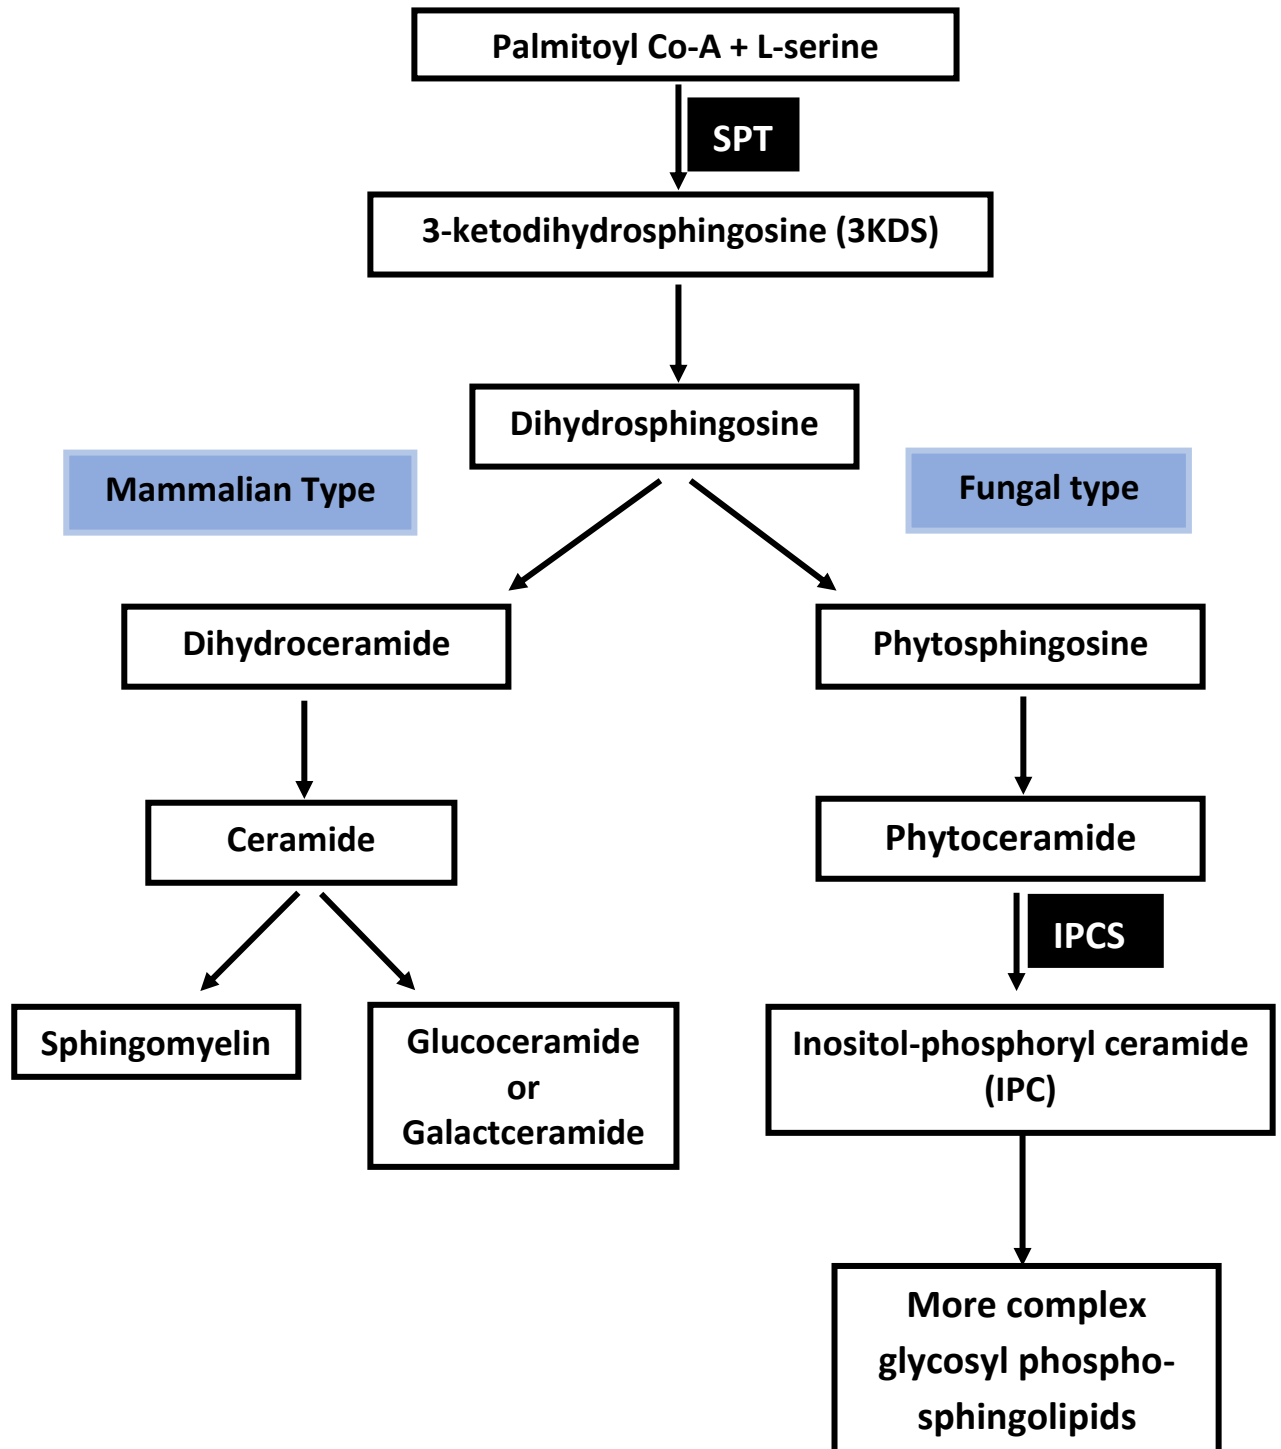 Palmitoyl Co-A + L-serine
SPT
3-ketodihydrosphingosine (3KDS)
Dihydrosphingosine
Mammalian Type
Fungal type
Dihydroceramide
Phytosphingosine
Ceramide
Phytoceramide
IPCS
Sphingomyelin
Glucoceramide
or
Galactceramide
Inositol-phosphoryl ceramide
(IPC)
More complex
glycosyl phospho-
sphingolipids